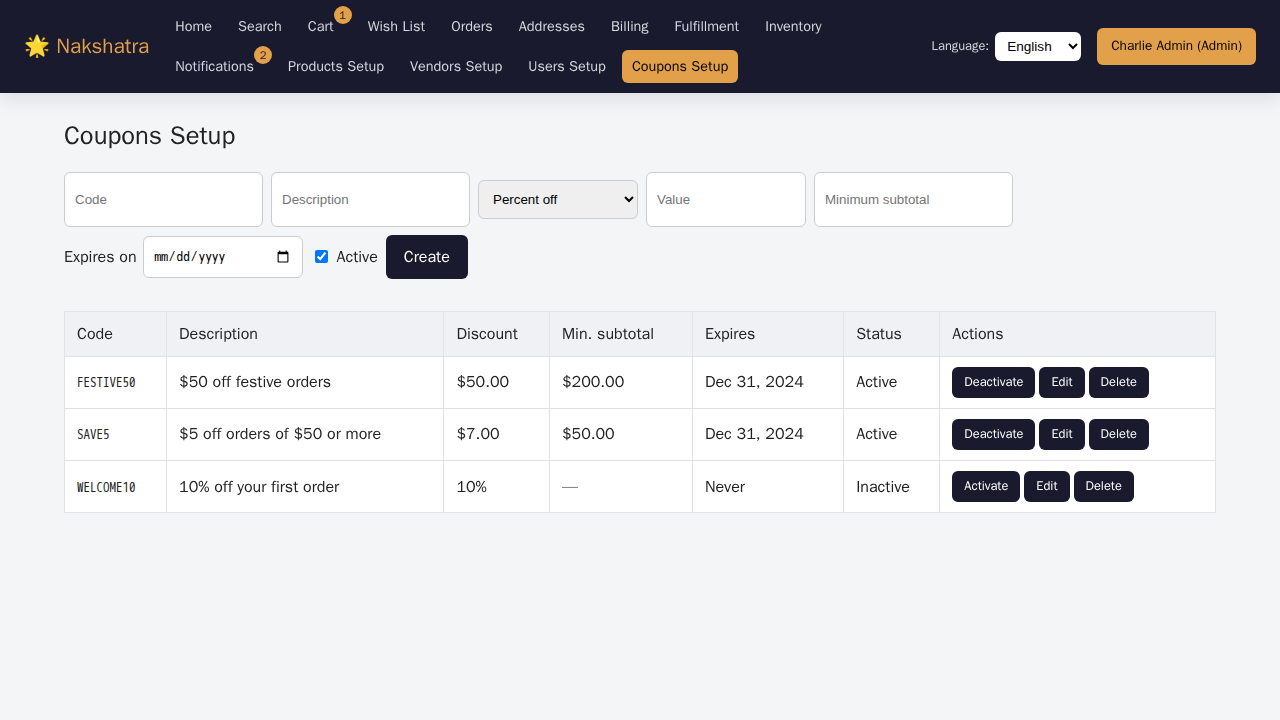 🌟 Nakshatra
Home Search Cart 1 Wish List Orders Addresses Billing Fulfillment Inventory
Notifications 2 Products Setup Vendors Setup Users Setup Coupons Setup
Language: English Charlie Admin (Admin)
Coupons Setup
Code Description Percent off Value Minimum subtotal
Expires on mm/dd/yyyy Active Create
Code Description Discount Min. subtotal Expires Status Actions
FESTIVE50 $50 off festive orders $50.00 $200.00 Dec 31, 2024 Active Deactivate Edit Delete
SAVE5 $5 off orders of $50 or more $7.00 $50.00 Dec 31, 2024 Active Deactivate Edit Delete
WELCOME10 10% off your first order 10% — Never Inactive Activate Edit Delete